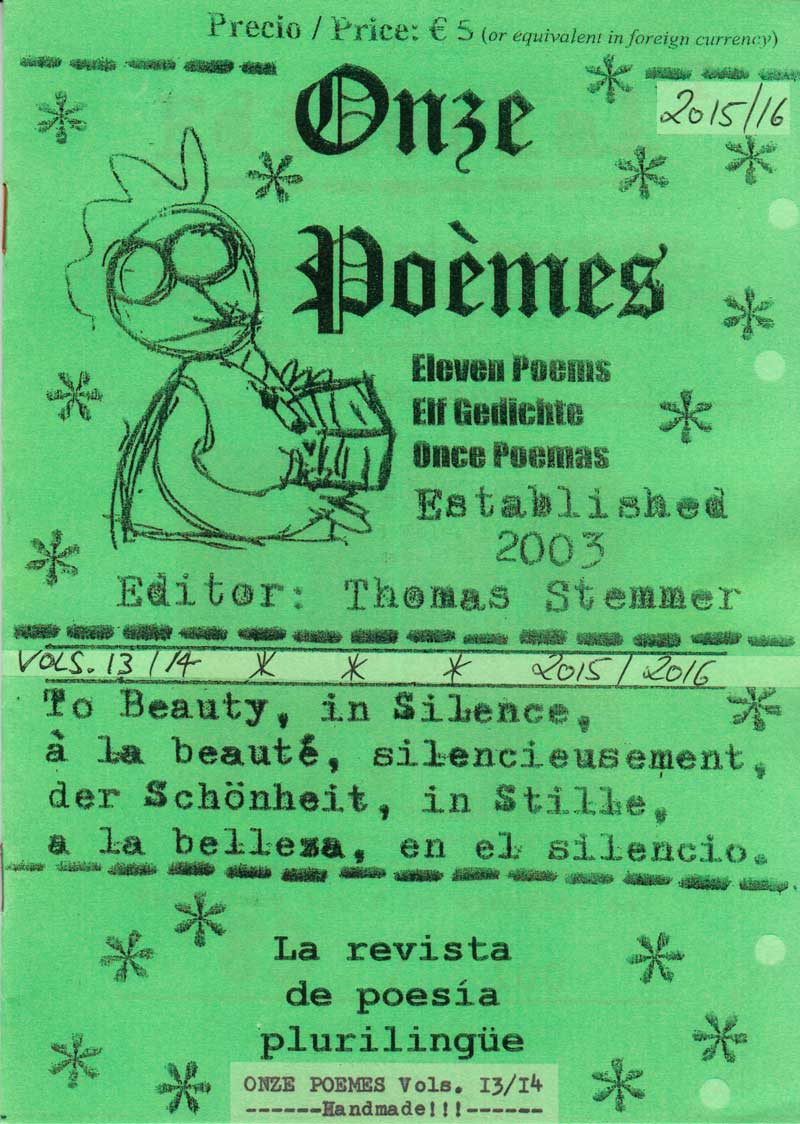 Precio / Price: € 5 (or equivalent in foreign currency)
2015/16
Onze
Poèmes
Eleven Poems
Elf Gedichte
Once Poemas
Established
2003
Editor: Thomas Stemmer
VOLS. 13/14 * * * 2015/2016
To Beauty, in Silence,
à la beauté, silencieusement,
der Schönheit, in Stille,
a la belleza, en el silencio.
La revista
de poesía
plurilingüe
ONZE POEMES Vols. 13/14
------Handmade!!!------